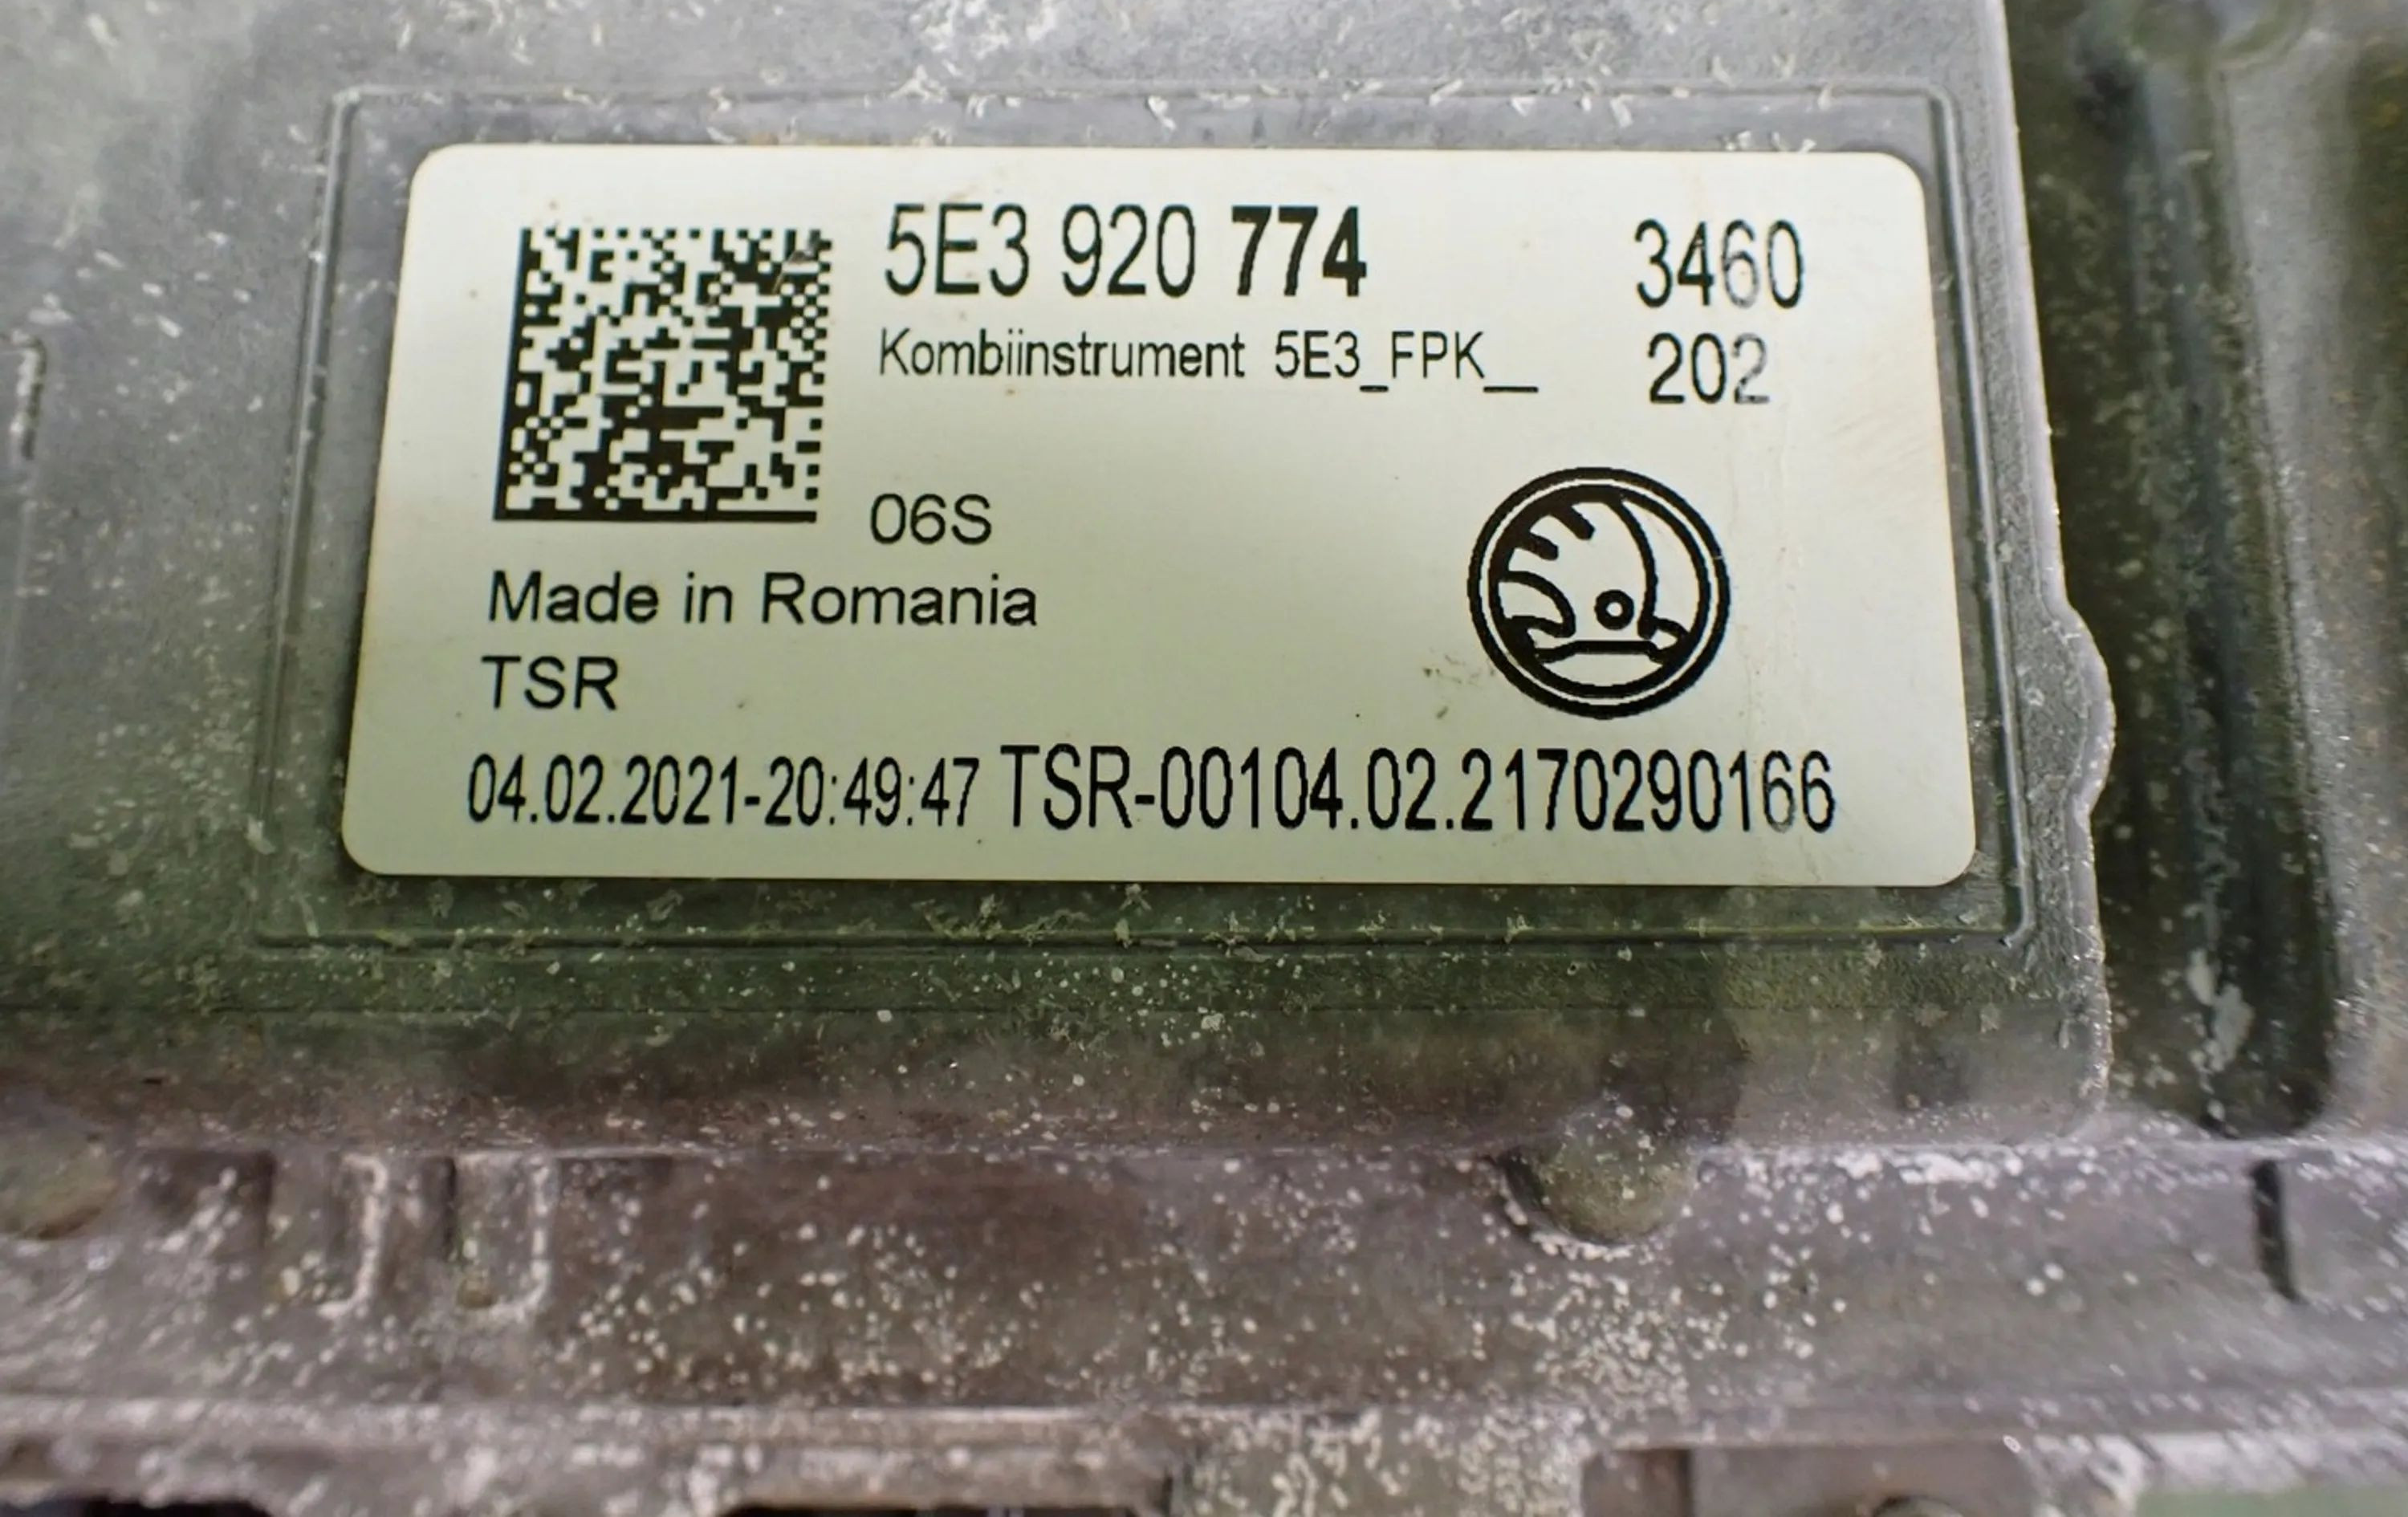 5E3 920 774 3460
Kombiinstrument 5E3_FPK__ 202
06S
Made in Romania
TSR
04.02.2021-20:49:47 TSR-00104.02.2170290166